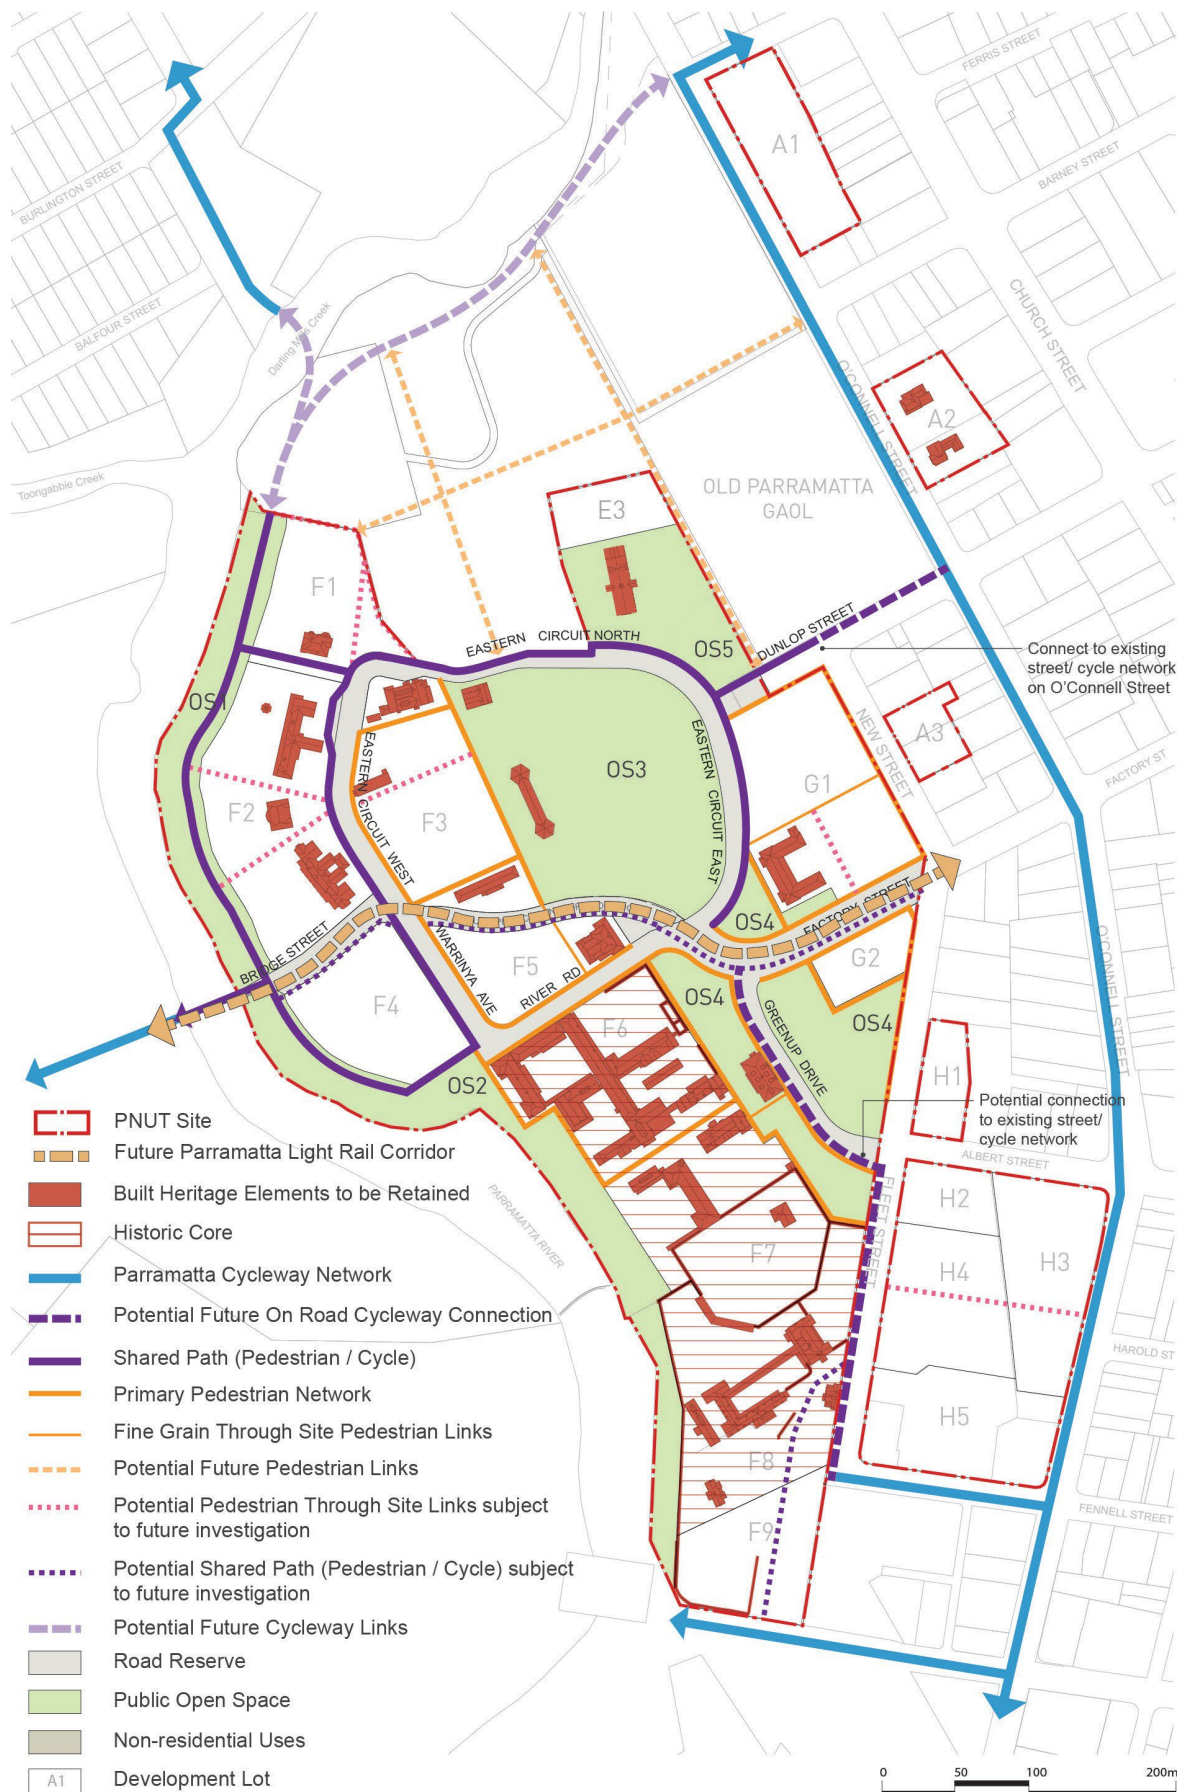 FERRIS STREET
A1
BARNEY STREET
BURLINGTON STREET
CHURCH STREET
BALFOUR STREET
Darling Mills Creek
O'CONNELL STREET
A2
Toongabbie Creek
OLD PARRAMATTA
GAOL
E3
F1
DUNLOP STREET
EASTERN CIRCUIT NORTH
OS5
Connect to existing
street/ cycle network
on O'Connell Street
OS1
NEW STREET
A3
EASTERN CIRCUIT WEST
OS3
EASTERN CIRCUIT EAST
G1
FACTORY ST
F2
F3
FACTORY STREET
OS4
WARRINYA AVE
BRIDGE STREET
F5
RIVER RD
G2
O'CONNELL STREET
F4
OS4
GREENUP DRIVE
OS4
F6
H1
OS2
Potential connection
to existing street/
cycle network
ALBERT STREET
PARRAMATTA RIVER
FLEET STREET
H2
F7
H4
H3
HAROLD ST
H5
F8
FENNELL STREET
F9
PNUT Site
Future Parramatta Light Rail Corridor
Built Heritage Elements to be Retained
Historic Core
Parramatta Cycleway Network
Potential Future On Road Cycleway Connection
Shared Path (Pedestrian / Cycle)
Primary Pedestrian Network
Fine Grain Through Site Pedestrian Links
Potential Future Pedestrian Links
Potential Pedestrian Through Site Links subject
to future investigation
Potential Shared Path (Pedestrian / Cycle) subject
to future investigation
Potential Future Cycleway Links
Road Reserve
Public Open Space
Non-residential Uses
A1 Development Lot
0 50 100 200m